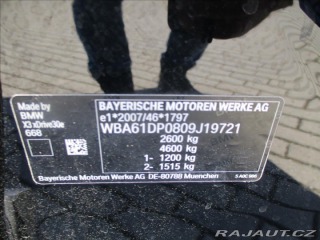 Made by
BMW
X3 xDrive30e
668
BAYERISCHE MOTOREN WERKE AG
e1*2007/46*1797
WBA61DP0809J19721
2600 kg
4600 kg
1- 1200 kg
2- 1515 kg
Bayerische Motoren Werke AG DE-80788 Muenchen
RAJAUT.CZ